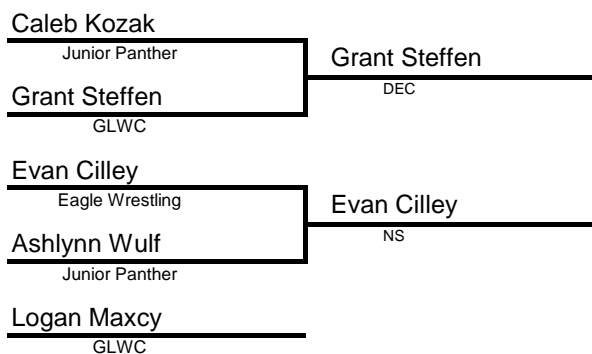 Caleb Kozak
Junior Panther
Grant Steffen
GLWC
Evan Cilley
Eagle Wrestling
Ashlynn Wulf
Junior Panther
Logan Maxcy
GLWC
Grant Steffen
DEC
Evan Cilley
NS